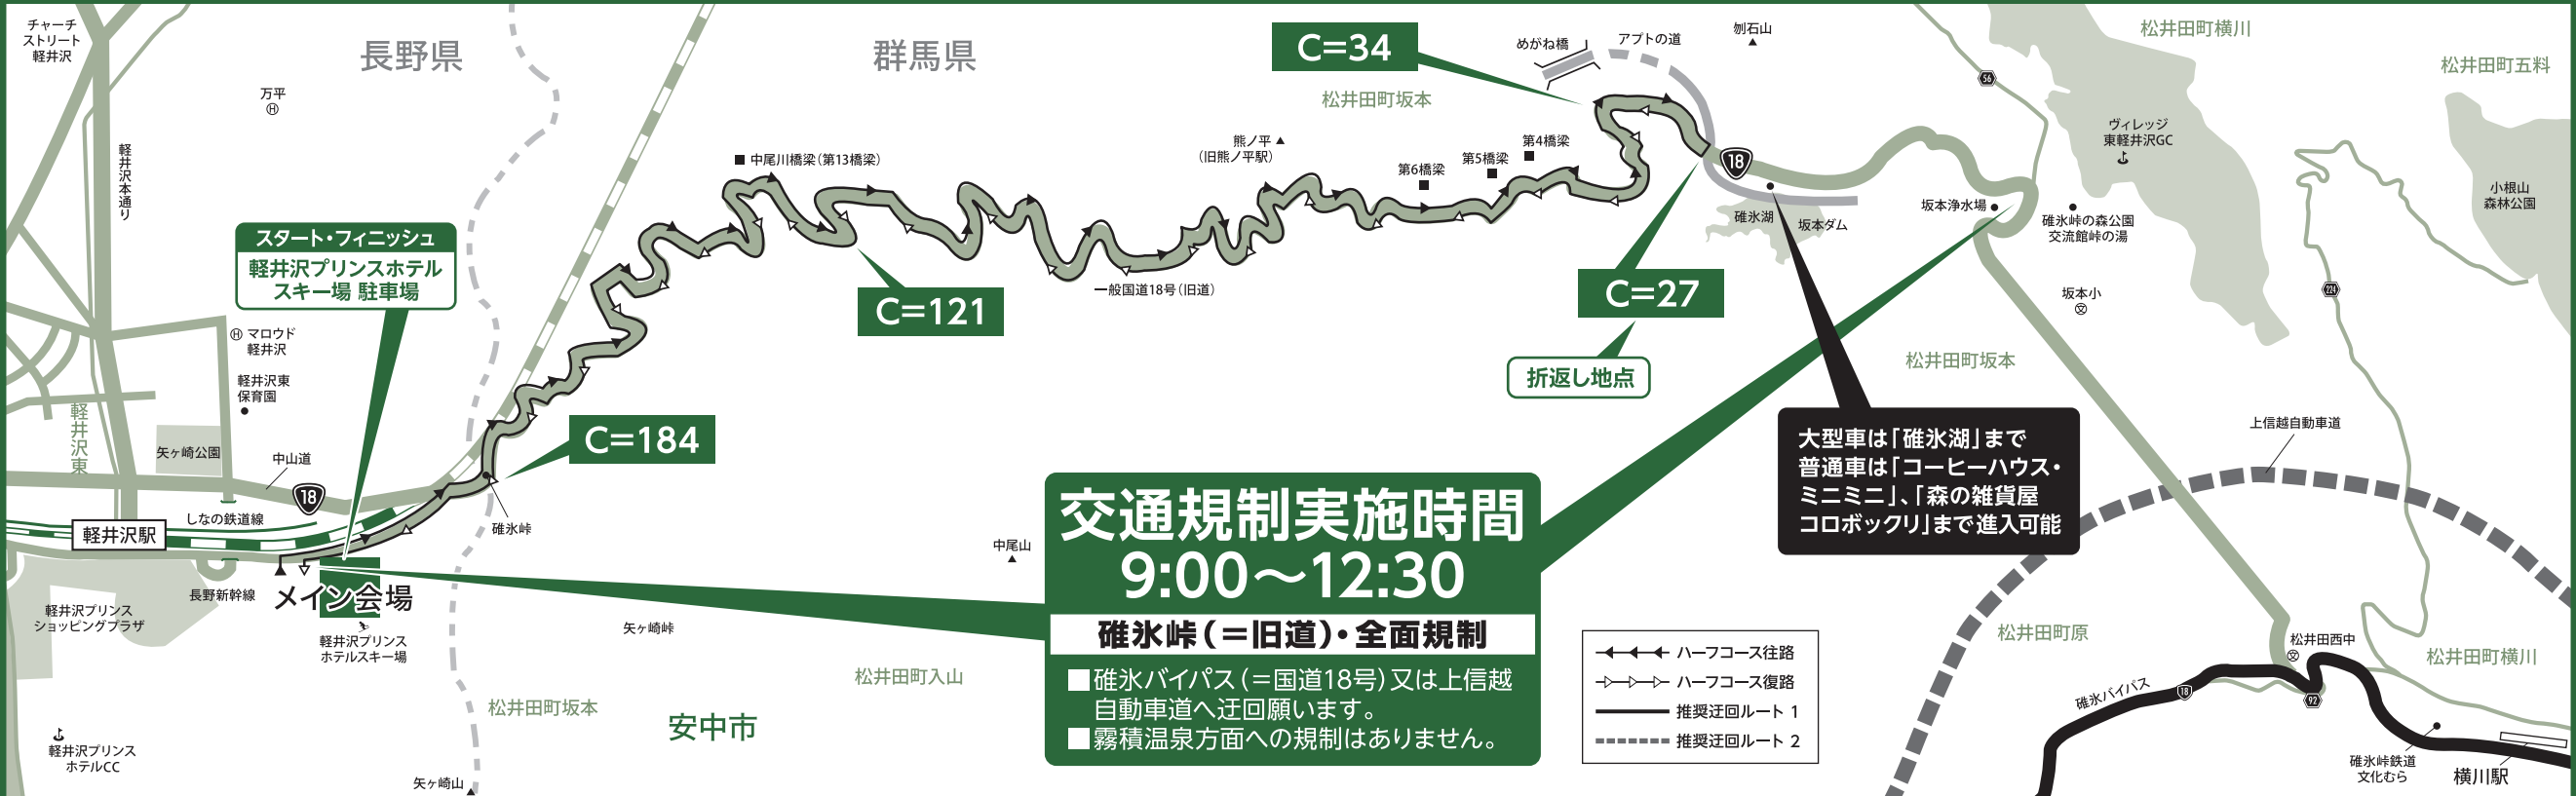 チャーチ
ストリート
軽井沢
長野県
群馬県
万平
H
軽井沢本通り
スタート・フィニッシュ
軽井沢プリンスホテル
スキー場 駐車場
H マロウド
軽井沢
軽井沢東
保育園
軽井沢東
矢ヶ崎公園
中山道
18
しなの鉄道線
軽井沢駅
長野新幹線
メイン会場
軽井沢プリンス
ショッピングプラザ
軽井沢プリンス
ホテルスキー場
軽井沢プリンス
ホテルCC
矢ヶ崎山
碓氷峠
C=184
中尾川橋梁(第13橋梁)
C=121
一般国道18号(旧道)
熊ノ平
(旧熊ノ平駅)
第6橋梁
第5橋梁
第4橋梁
C=34
松井田町坂本
めがね橋
アプトの道
刎石山
18
C=27
折返し地点
碓氷湖
坂本ダム
坂本浄水場
碓氷峠の森公園
交流館峠の湯
坂本小
文
松井田町坂本
松井田町横川
松井田町五料
56
ヴィレッジ
東軽井沢GC
小根山
森林公園
224
上信越自動車道
大型車は「碓氷湖」まで
普通車は「コーヒーハウス・
ミニミニ」、「森の雑貨屋
コロボックリ」まで進入可能
中尾山
矢ヶ崎峠
松井田町入山
松井田町坂本
安中市
交通規制実施時間
9:00〜12:30
碓氷峠(=旧道)・全面規制
■碓氷バイパス(=国道18号)又は上信越
自動車道へ迂回願います。
■霧積温泉方面への規制はありません。
ハーフコース往路
ハーフコース復路
推奨迂回ルート 1
推奨迂回ルート 2
松井田町原
松井田西中
文
松井田町横川
碓氷バイパス
18
92
碓氷峠鉄道
文化むら
横川駅